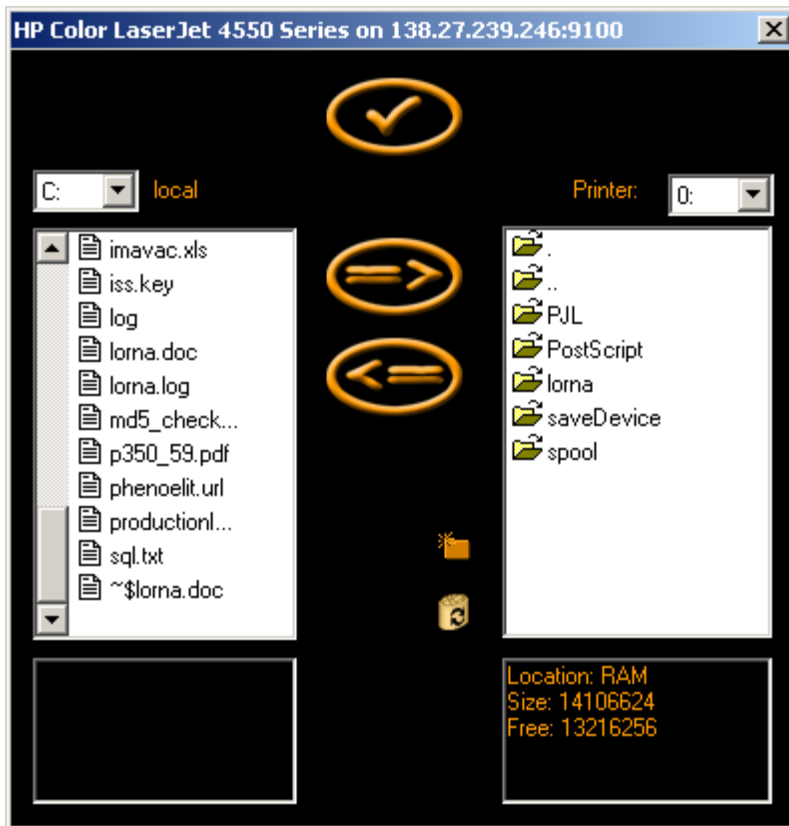 HP Color LaserJet 4550 Series on 138.27.239.246:9100
C:
local
Printer:
0:
imavac.xls
iss.key
log
lorna.doc
lorna.log
md5_check...
p350_59.pdf
phenoelit.url
productionl...
sql.txt
~$lorna.doc
.
..
PJL
PostScript
lorna
saveDevice
spool
Location: RAM
Size: 14106624
Free: 13216256